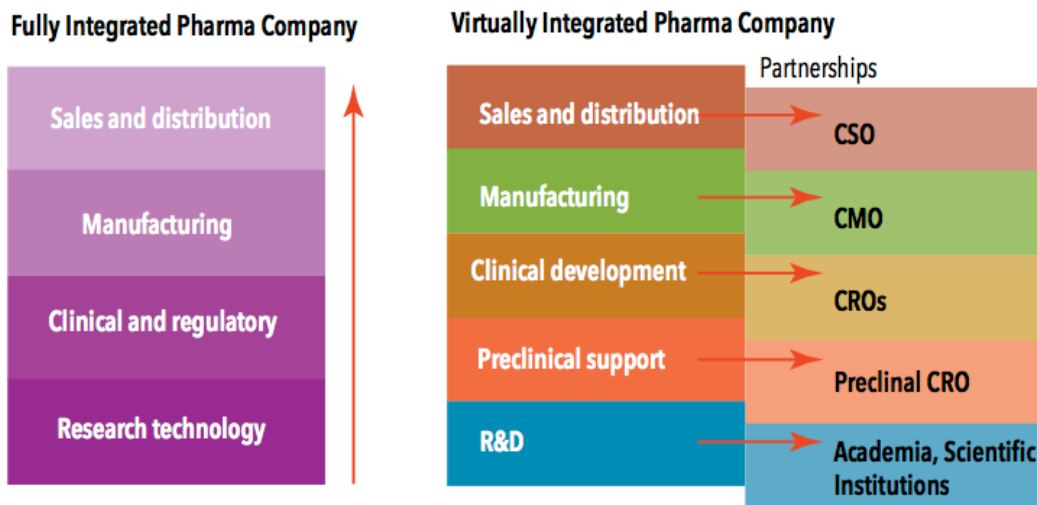 Fully Integrated Pharma Company
Sales and distribution
Manufacturing
Clinical and regulatory
Research technology
Virtually Integrated Pharma Company
Partnerships
Sales and distribution
CSO
Manufacturing
CMO
Clinical development
CROs
Preclinical support
Preclinal CRO
R&D
Academia, Scientific
Institutions